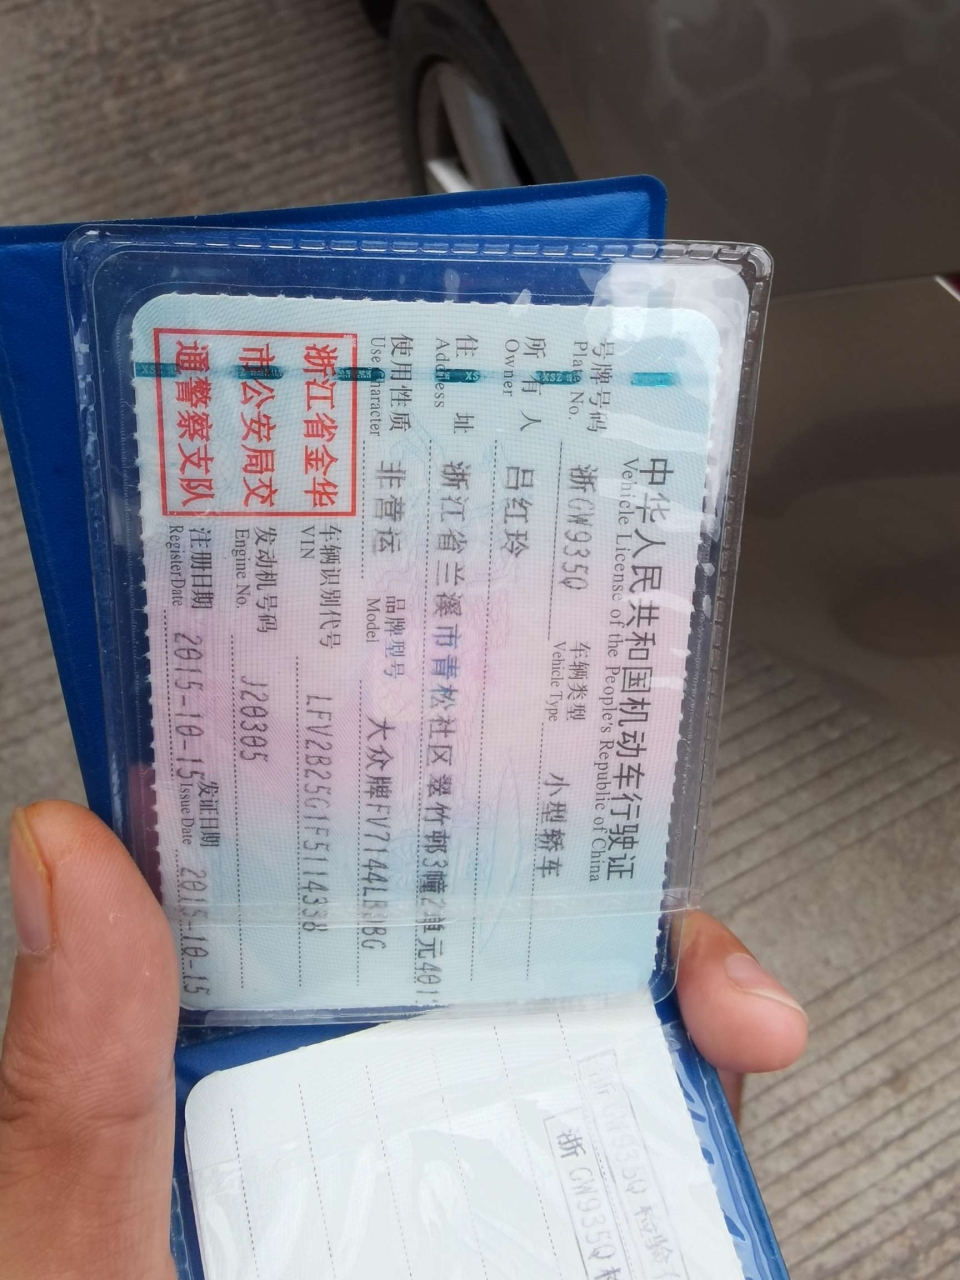 中华人民共和国机动车行驶证
Vehicle License of the People's Republic of China
号牌号码 浙GW935Q 车辆类型 小型轿车
Plate No. Vehicle Type
所有人 吕红玲
Owner
住址 浙江省兰溪市青松社区翠竹邨3幢2单元401
Address
使用性质 非营运 品牌型号 大众牌FV7144LBDBG
Use Character Model
浙江省金华
市公安局交
通警察支队
车辆识别代号 LFV2B25G1F5114338
VIN
发动机号码 J20305
Engine No.
注册日期 2015-10-15 发证日期 2015-10-15
Register Date Issue Date
浙GW935Q